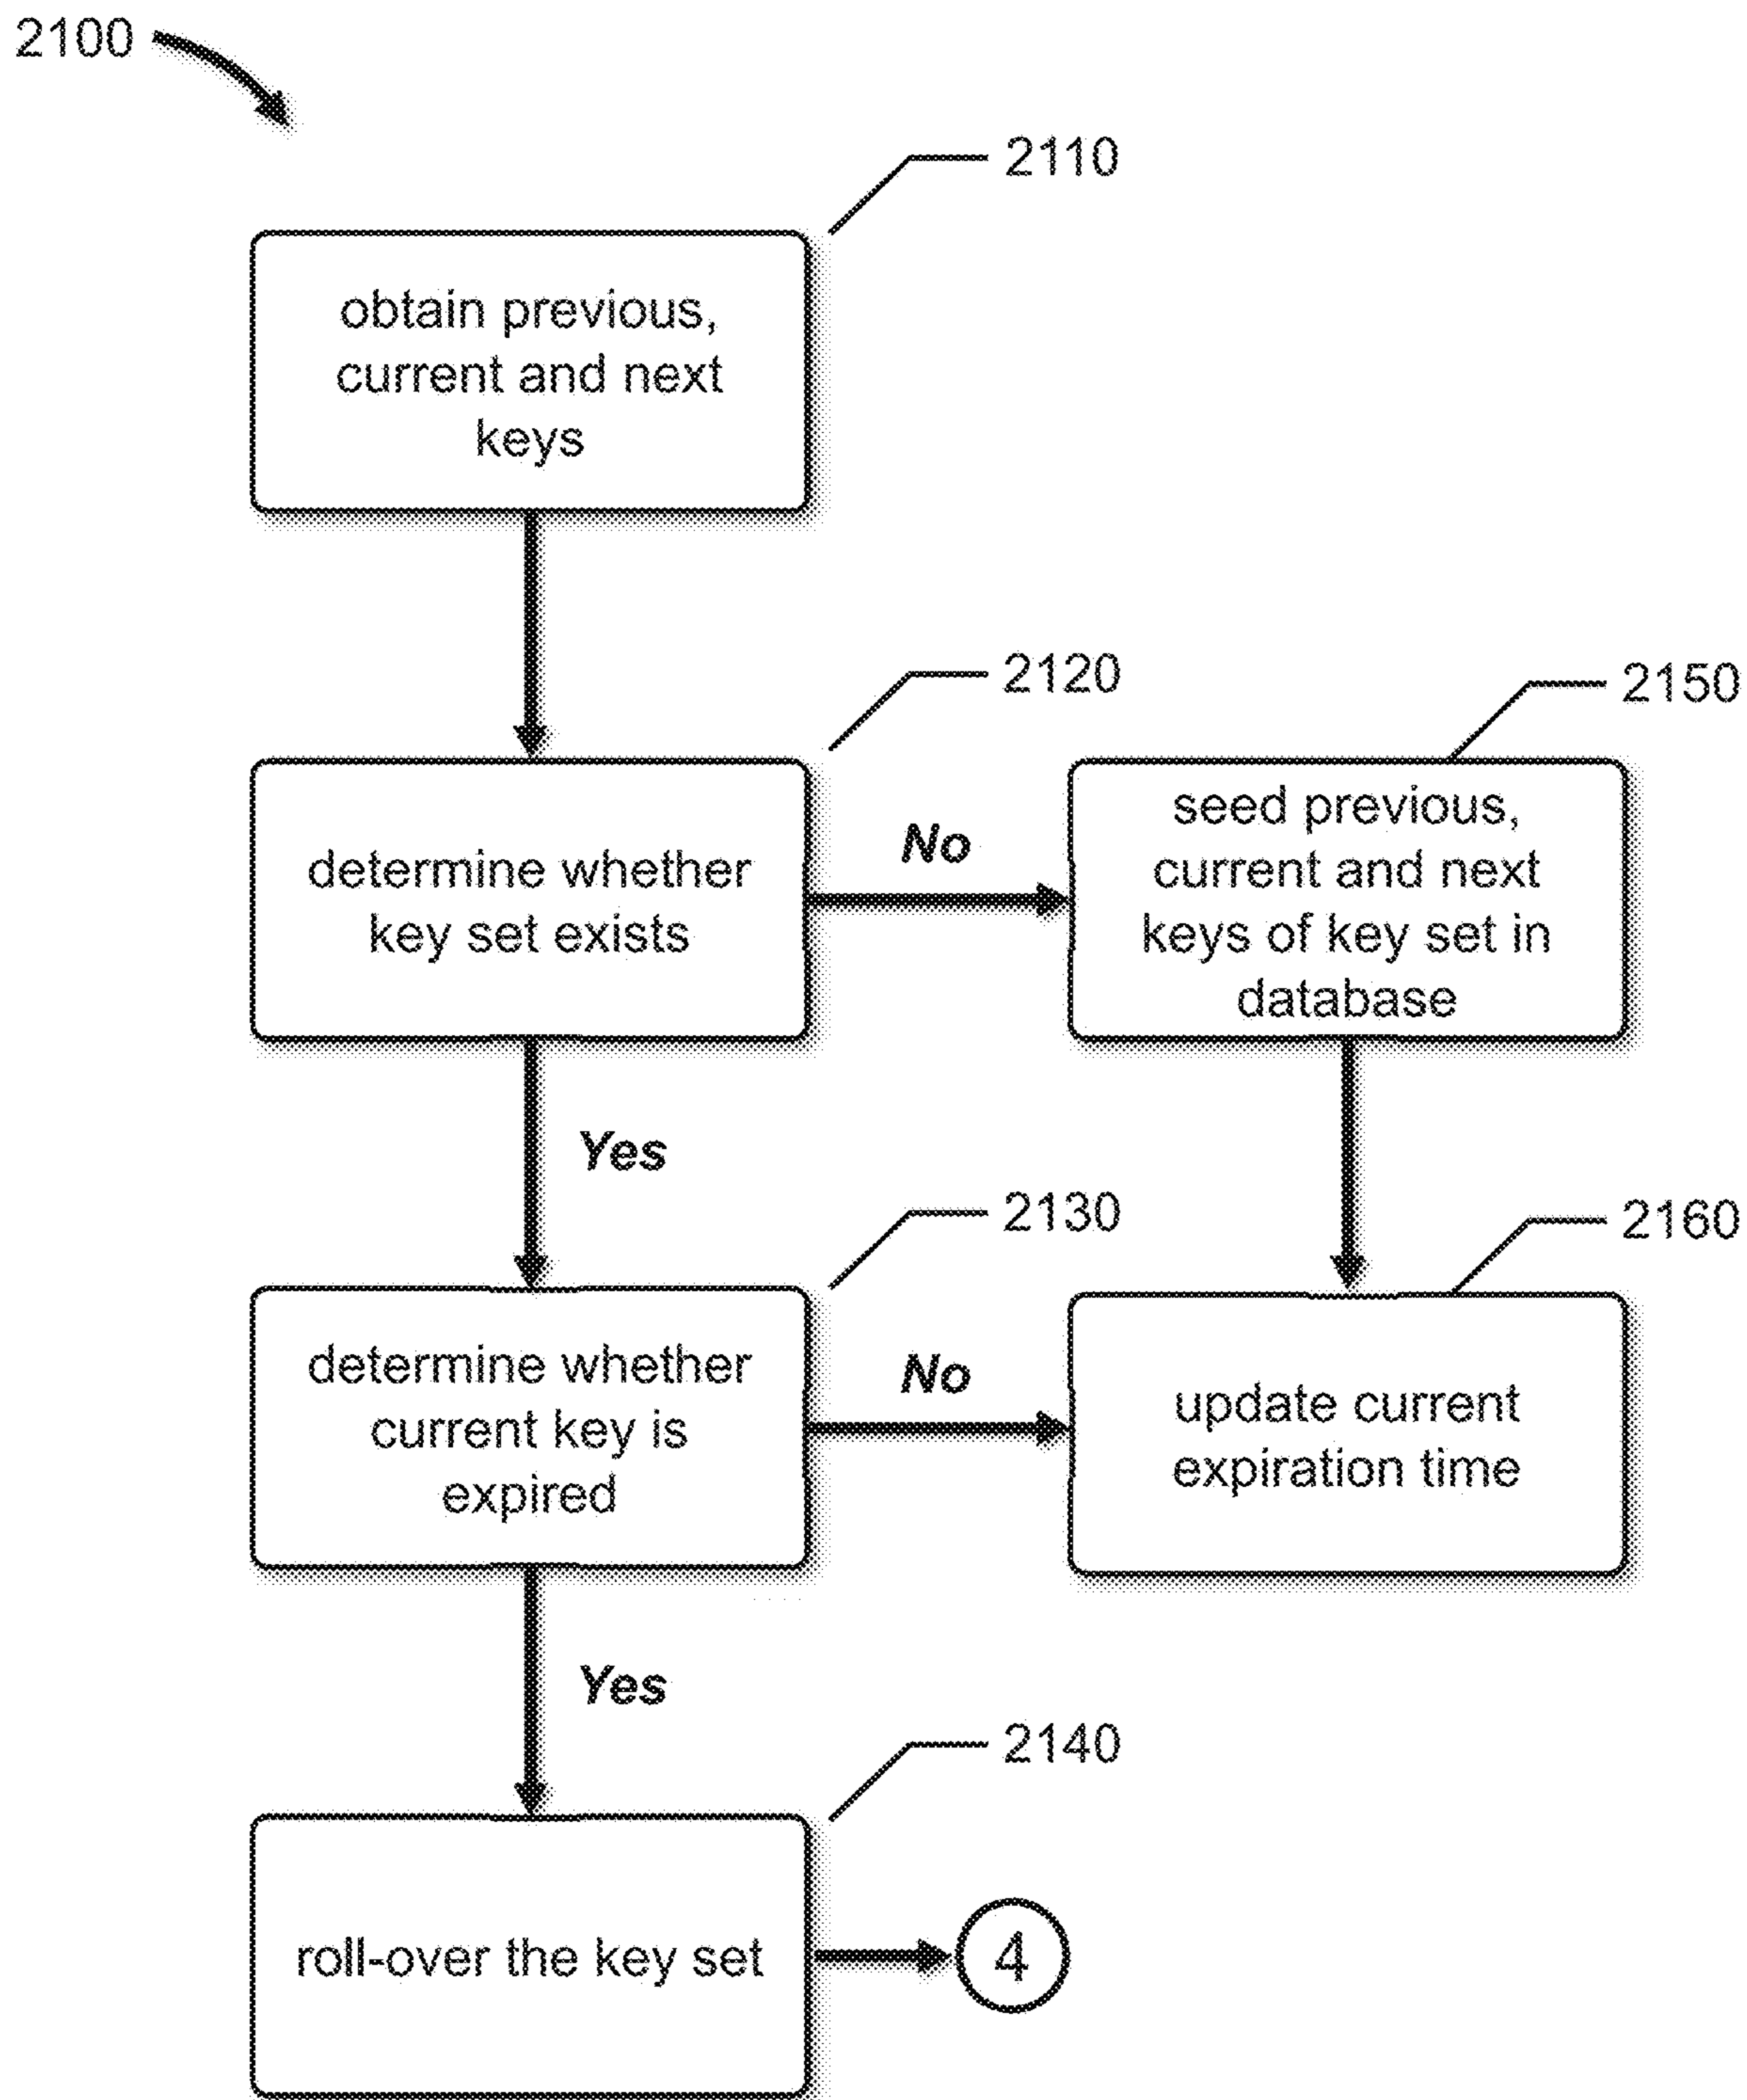 2100
2110
obtain previous,
current and next
keys
2120
2150
determine whether
key set exists
No
seed previous,
current and next
keys of key set in
database
Yes
2130
2160
determine whether
current key is
expired
No
update current
expiration time
Yes
2140
roll-over the key set
4